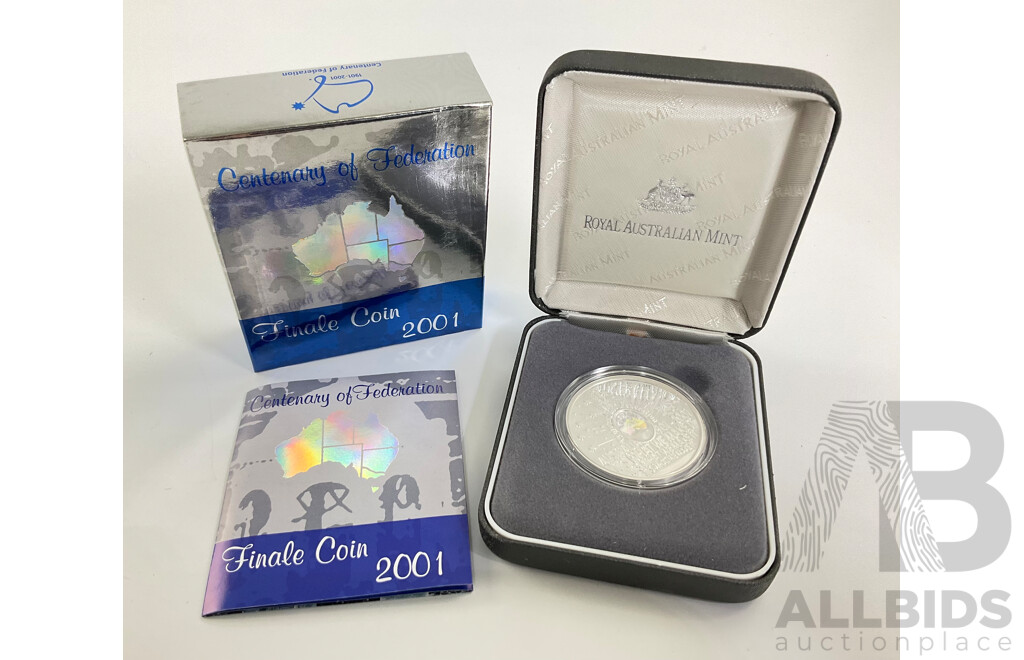 1901-2001
Centenary of Federation
Centenary of Federation
Finale Coin 2001
Centenary of Federation
Finale Coin
2001
ROYAL AUSTRALIAN MINT
ROYAL AUSTRALIAN MINT
AB
ALLBIDS
auctionplace